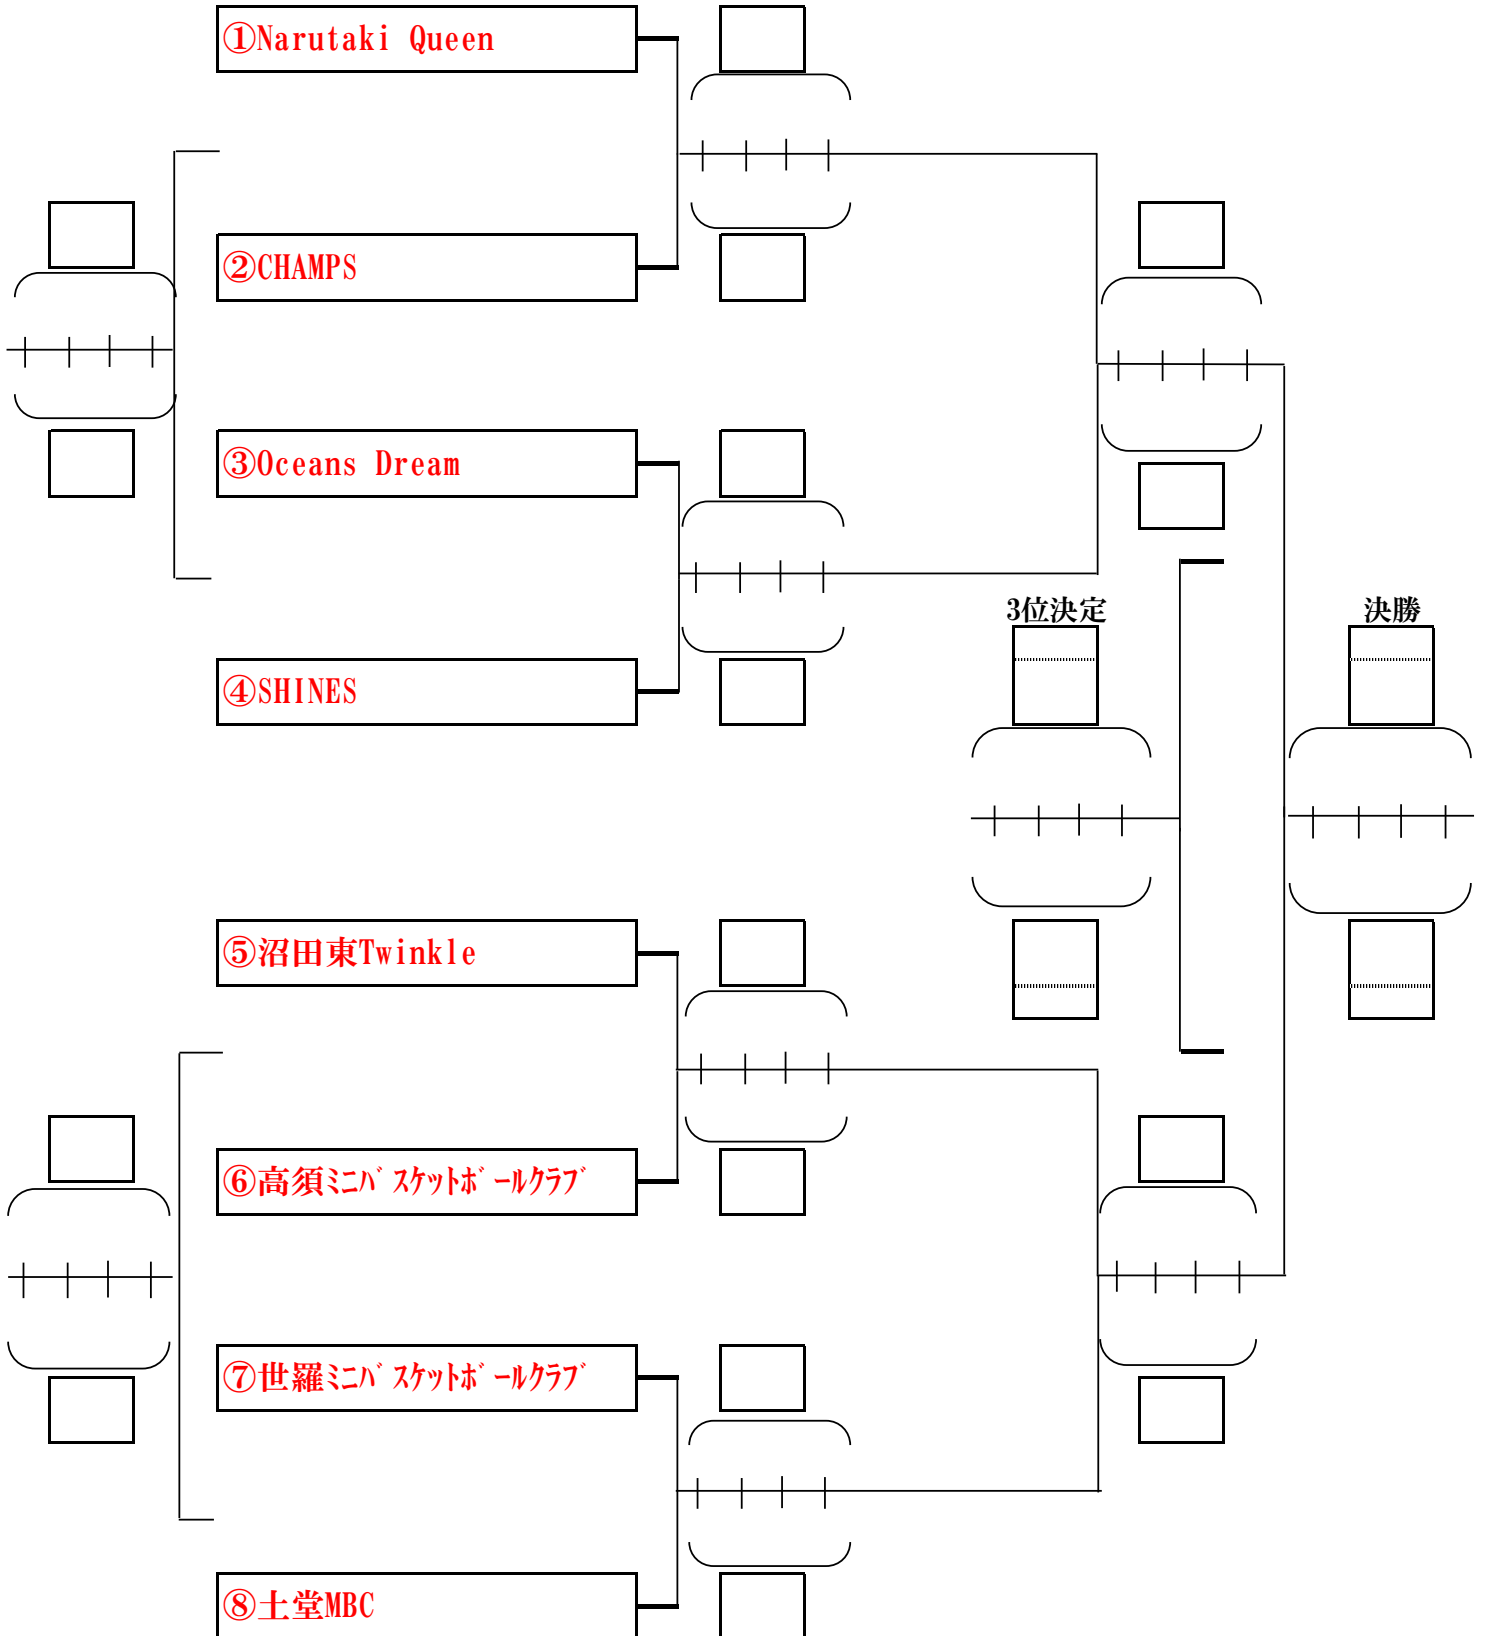 ①Narutaki Queen
②CHAMPS
③Oceans Dream
3位決定
決勝
④SHINES
⑤沼田東Twinkle
⑥高須ﾐﾆﾊﾞｽｹｯﾄﾎﾞｰﾙｸﾗﾌﾞ
⑦世羅ﾐﾆﾊﾞｽｹｯﾄﾎﾞｰﾙｸﾗﾌﾞ
⑧土堂MBC